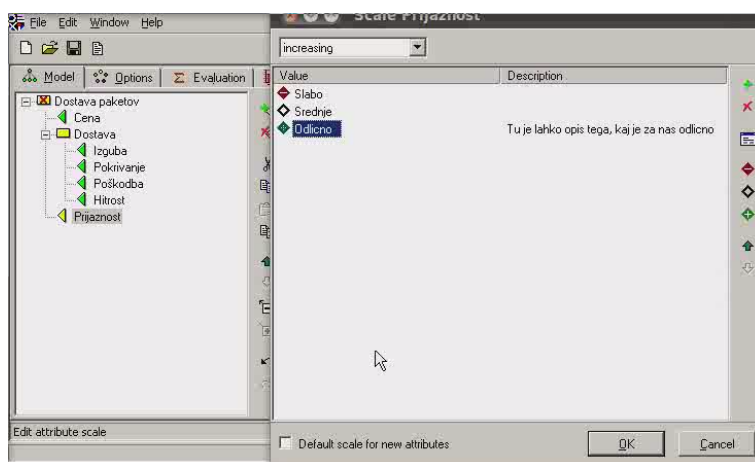 File Edit Window Help
Model Options Evaluation
Dostava paketov
Cena
Dostava
Izguba
Pokrivanje
Poškodba
Hitrost
Prijaznost
Edit attribute scale
Scale Prijaznost
increasing
Value Description
Slabo
Srednje
Odlicno Tu je lahko opis tega, kaj je za nas odlicno
Default scale for new attributes
OK Cancel